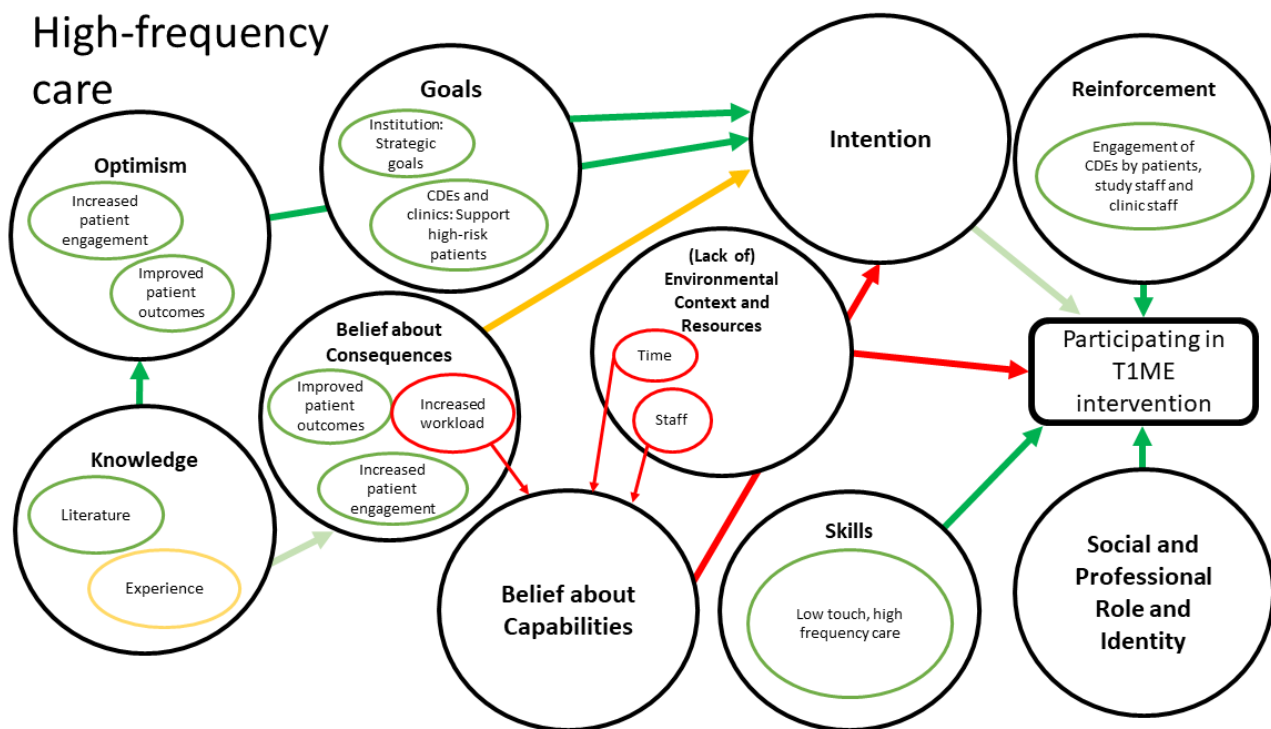 High-frequency
care
Goals
Institution:
Strategic
goals
CDEs and
clinics: Support
high-risk
patients
Optimism
Increased
patient
engagement
Improved
patient
outcomes
Intention
Reinforcement
Engagement of
CDEs by patients,
study staff and
clinic staff
(Lack of)
Environmental
Context and
Resources
Time
Staff
Belief about
Consequences
Improved
patient
outcomes
Increased
workload
Increased
patient
engagement
Participating in
T1ME
intervention
Knowledge
Literature
Experience
Belief about
Capabilities
Skills
Low touch, high
frequency care
Social and
Professional
Role and
Identity